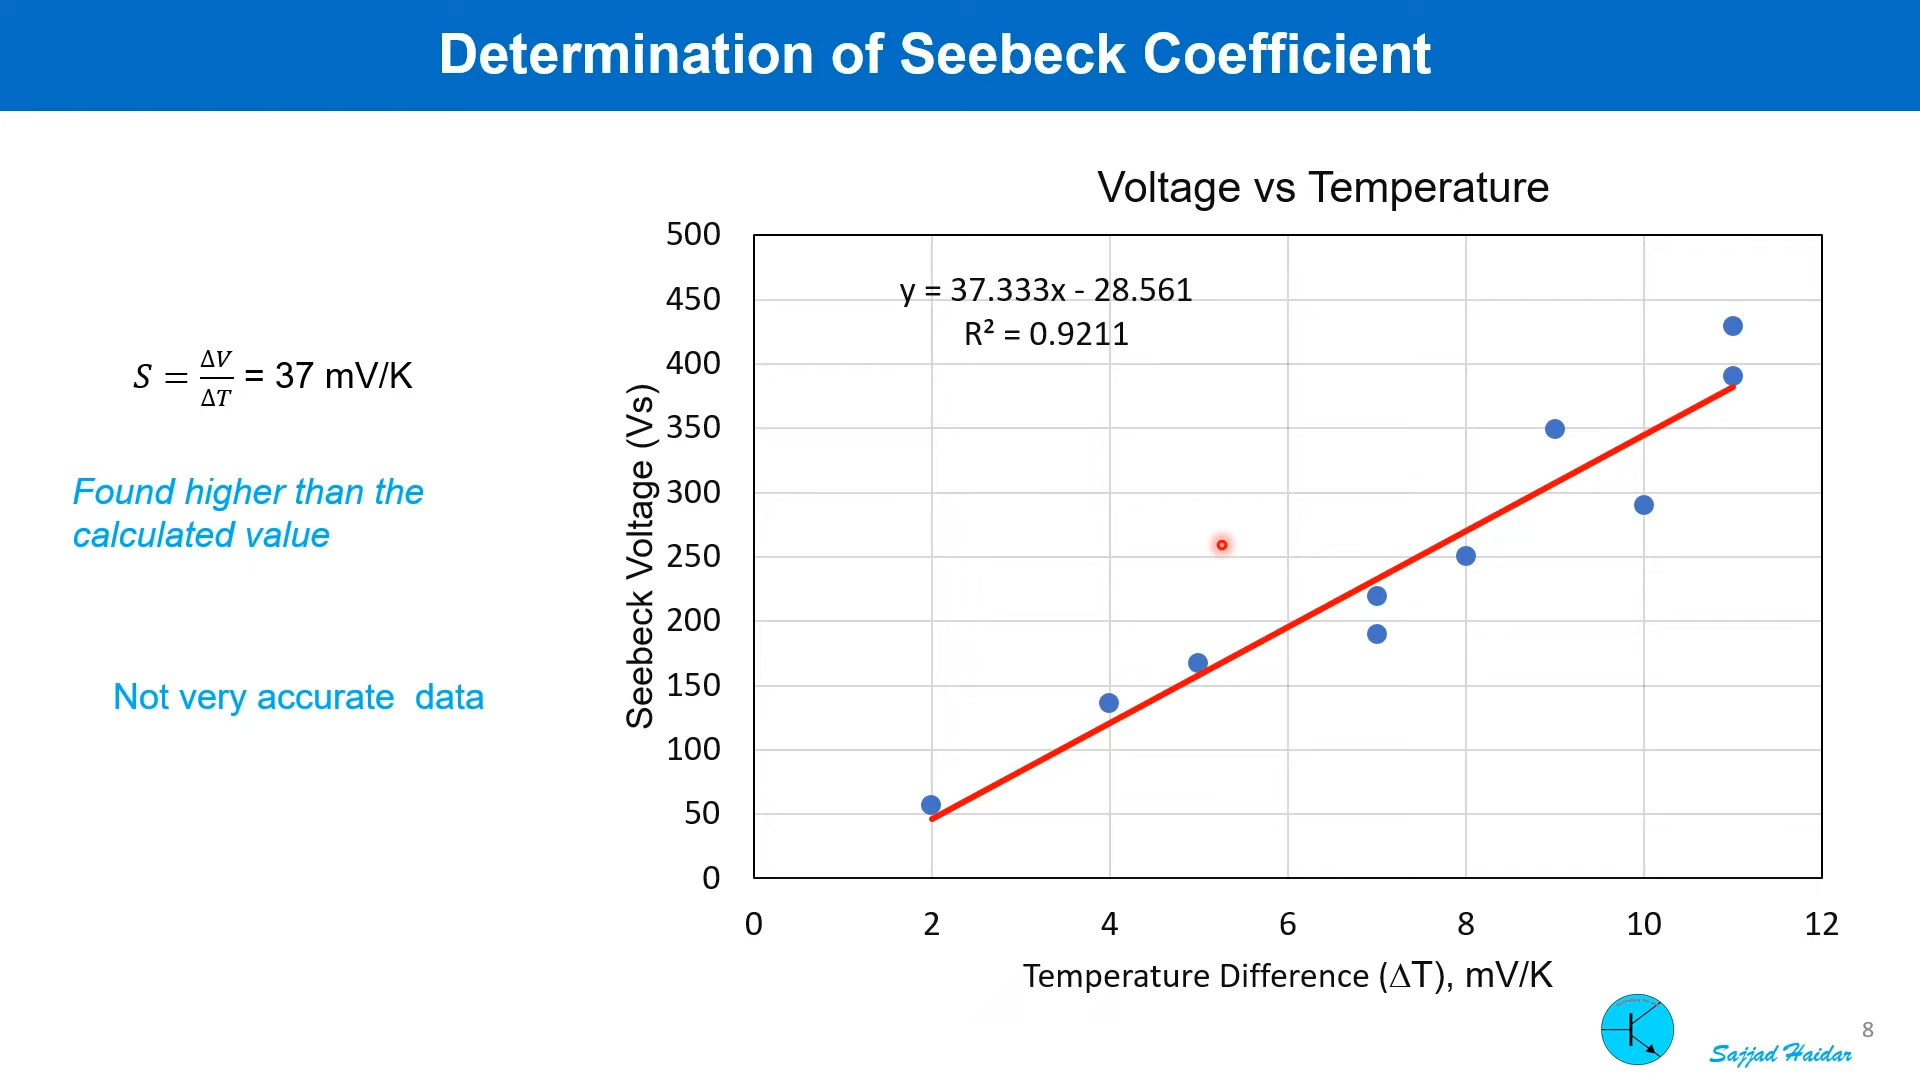 Determination of Seebeck Coefficient
Voltage vs Temperature
S = ΔV/ΔT = 37 mV/K
Found higher than the
calculated value
Not very accurate data
Seebeck Voltage (Vs)
500
450
400
350
300
250
200
150
100
50
0
y = 37.333x - 28.561
R² = 0.9211
0 2 4 6 8 10 12
Temperature Difference (ΔT), mV/K
Sajjad Haidar
8